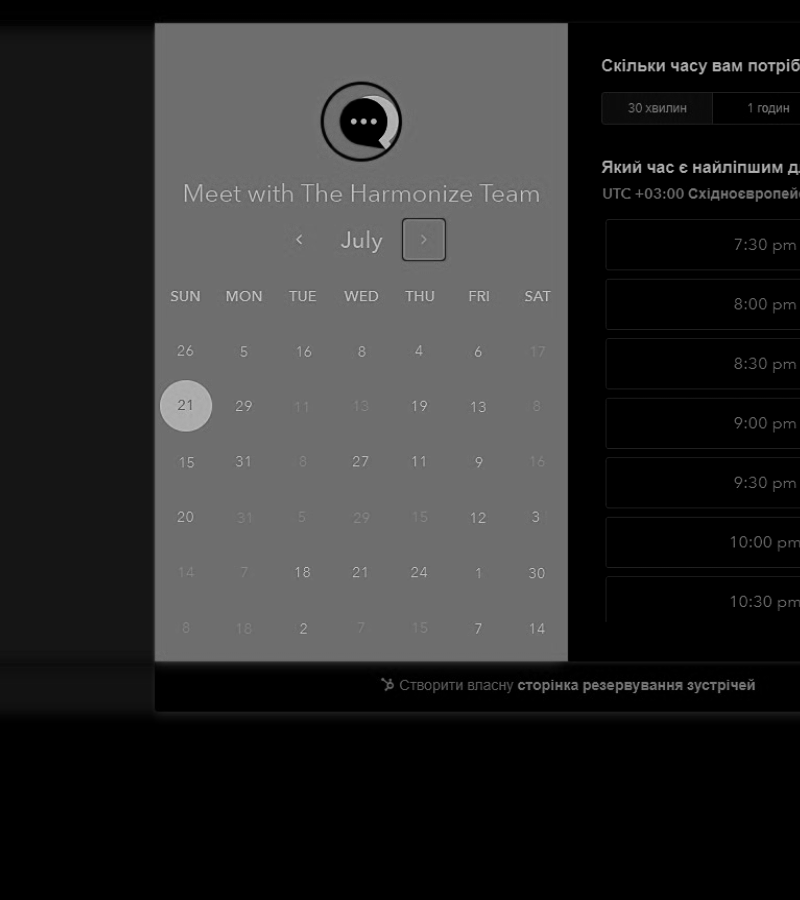 Meet with The Harmonize Team
July
SUN MON TUE WED THU FRI SAT
26 5 16 8 4 6 17
21 29 11 13 19 13 8
15 31 8 27 11 9 16
20 31 5 29 15 12 3
14 7 18 21 24 1 30
8 18 2 7 15 7 14
Скільки часу вам
30 хвилин 1 годин
Який час є найліпшим
UTC +03:00
7:30 pm
8:00 pm
8:30 pm
9:00 pm
9:30 pm
10:00 pm
10:30 pm
Створити власну сторінка резервування зустрічей